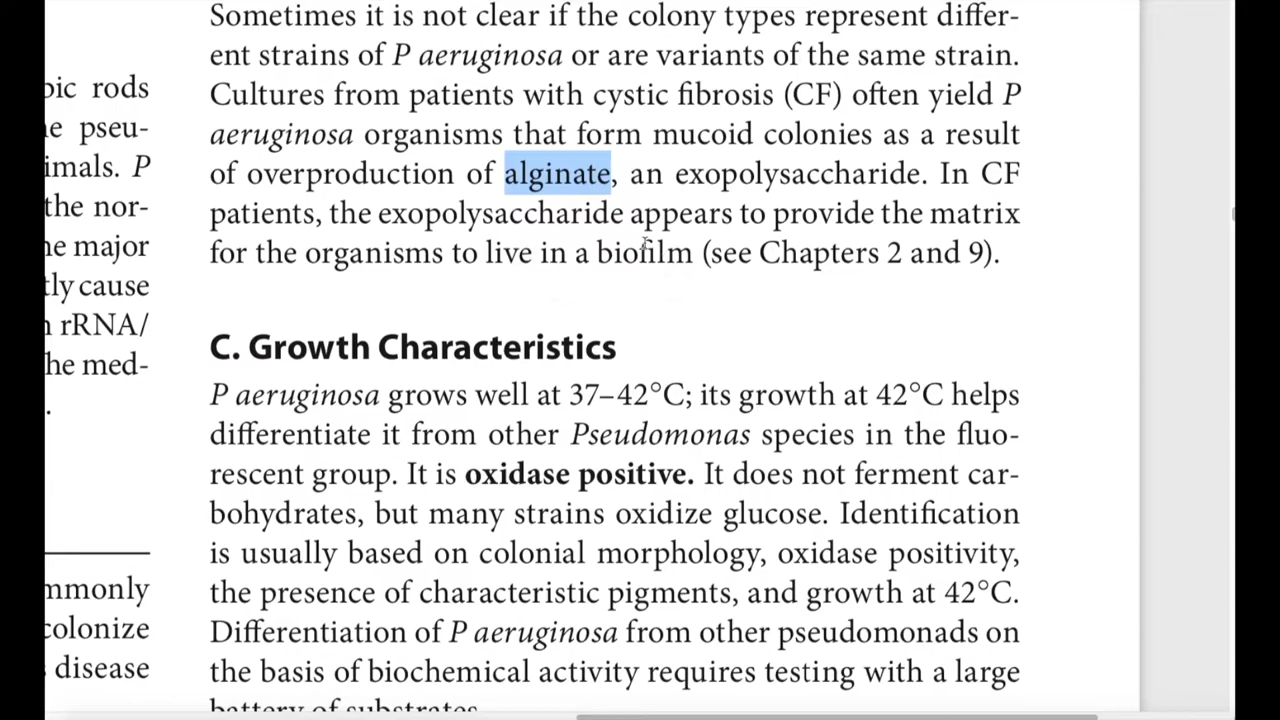 bic rods
e pseu-
imals. P
the nor-
e major
tly cause
rRNA/
he med-
.
mmonly
colonize
disease
Sometimes it is not clear if the colony types represent differ-
ent strains of P aeruginosa or are variants of the same strain.
Cultures from patients with cystic fibrosis (CF) often yield P
aeruginosa organisms that form mucoid colonies as a result
of overproduction of alginate, an exopolysaccharide. In CF
patients, the exopolysaccharide appears to provide the matrix
for the organisms to live in a biofilm (see Chapters 2 and 9).
C. Growth Characteristics
P aeruginosa grows well at 37–42°C; its growth at 42°C helps
differentiate it from other Pseudomonas species in the fluo-
rescent group. It is oxidase positive. It does not ferment car-
bohydrates, but many strains oxidize glucose. Identification
is usually based on colonial morphology, oxidase positivity,
the presence of characteristic pigments, and growth at 42°C.
Differentiation of P aeruginosa from other pseudomonads on
the basis of biochemical activity requires testing with a large
battery of substrates.